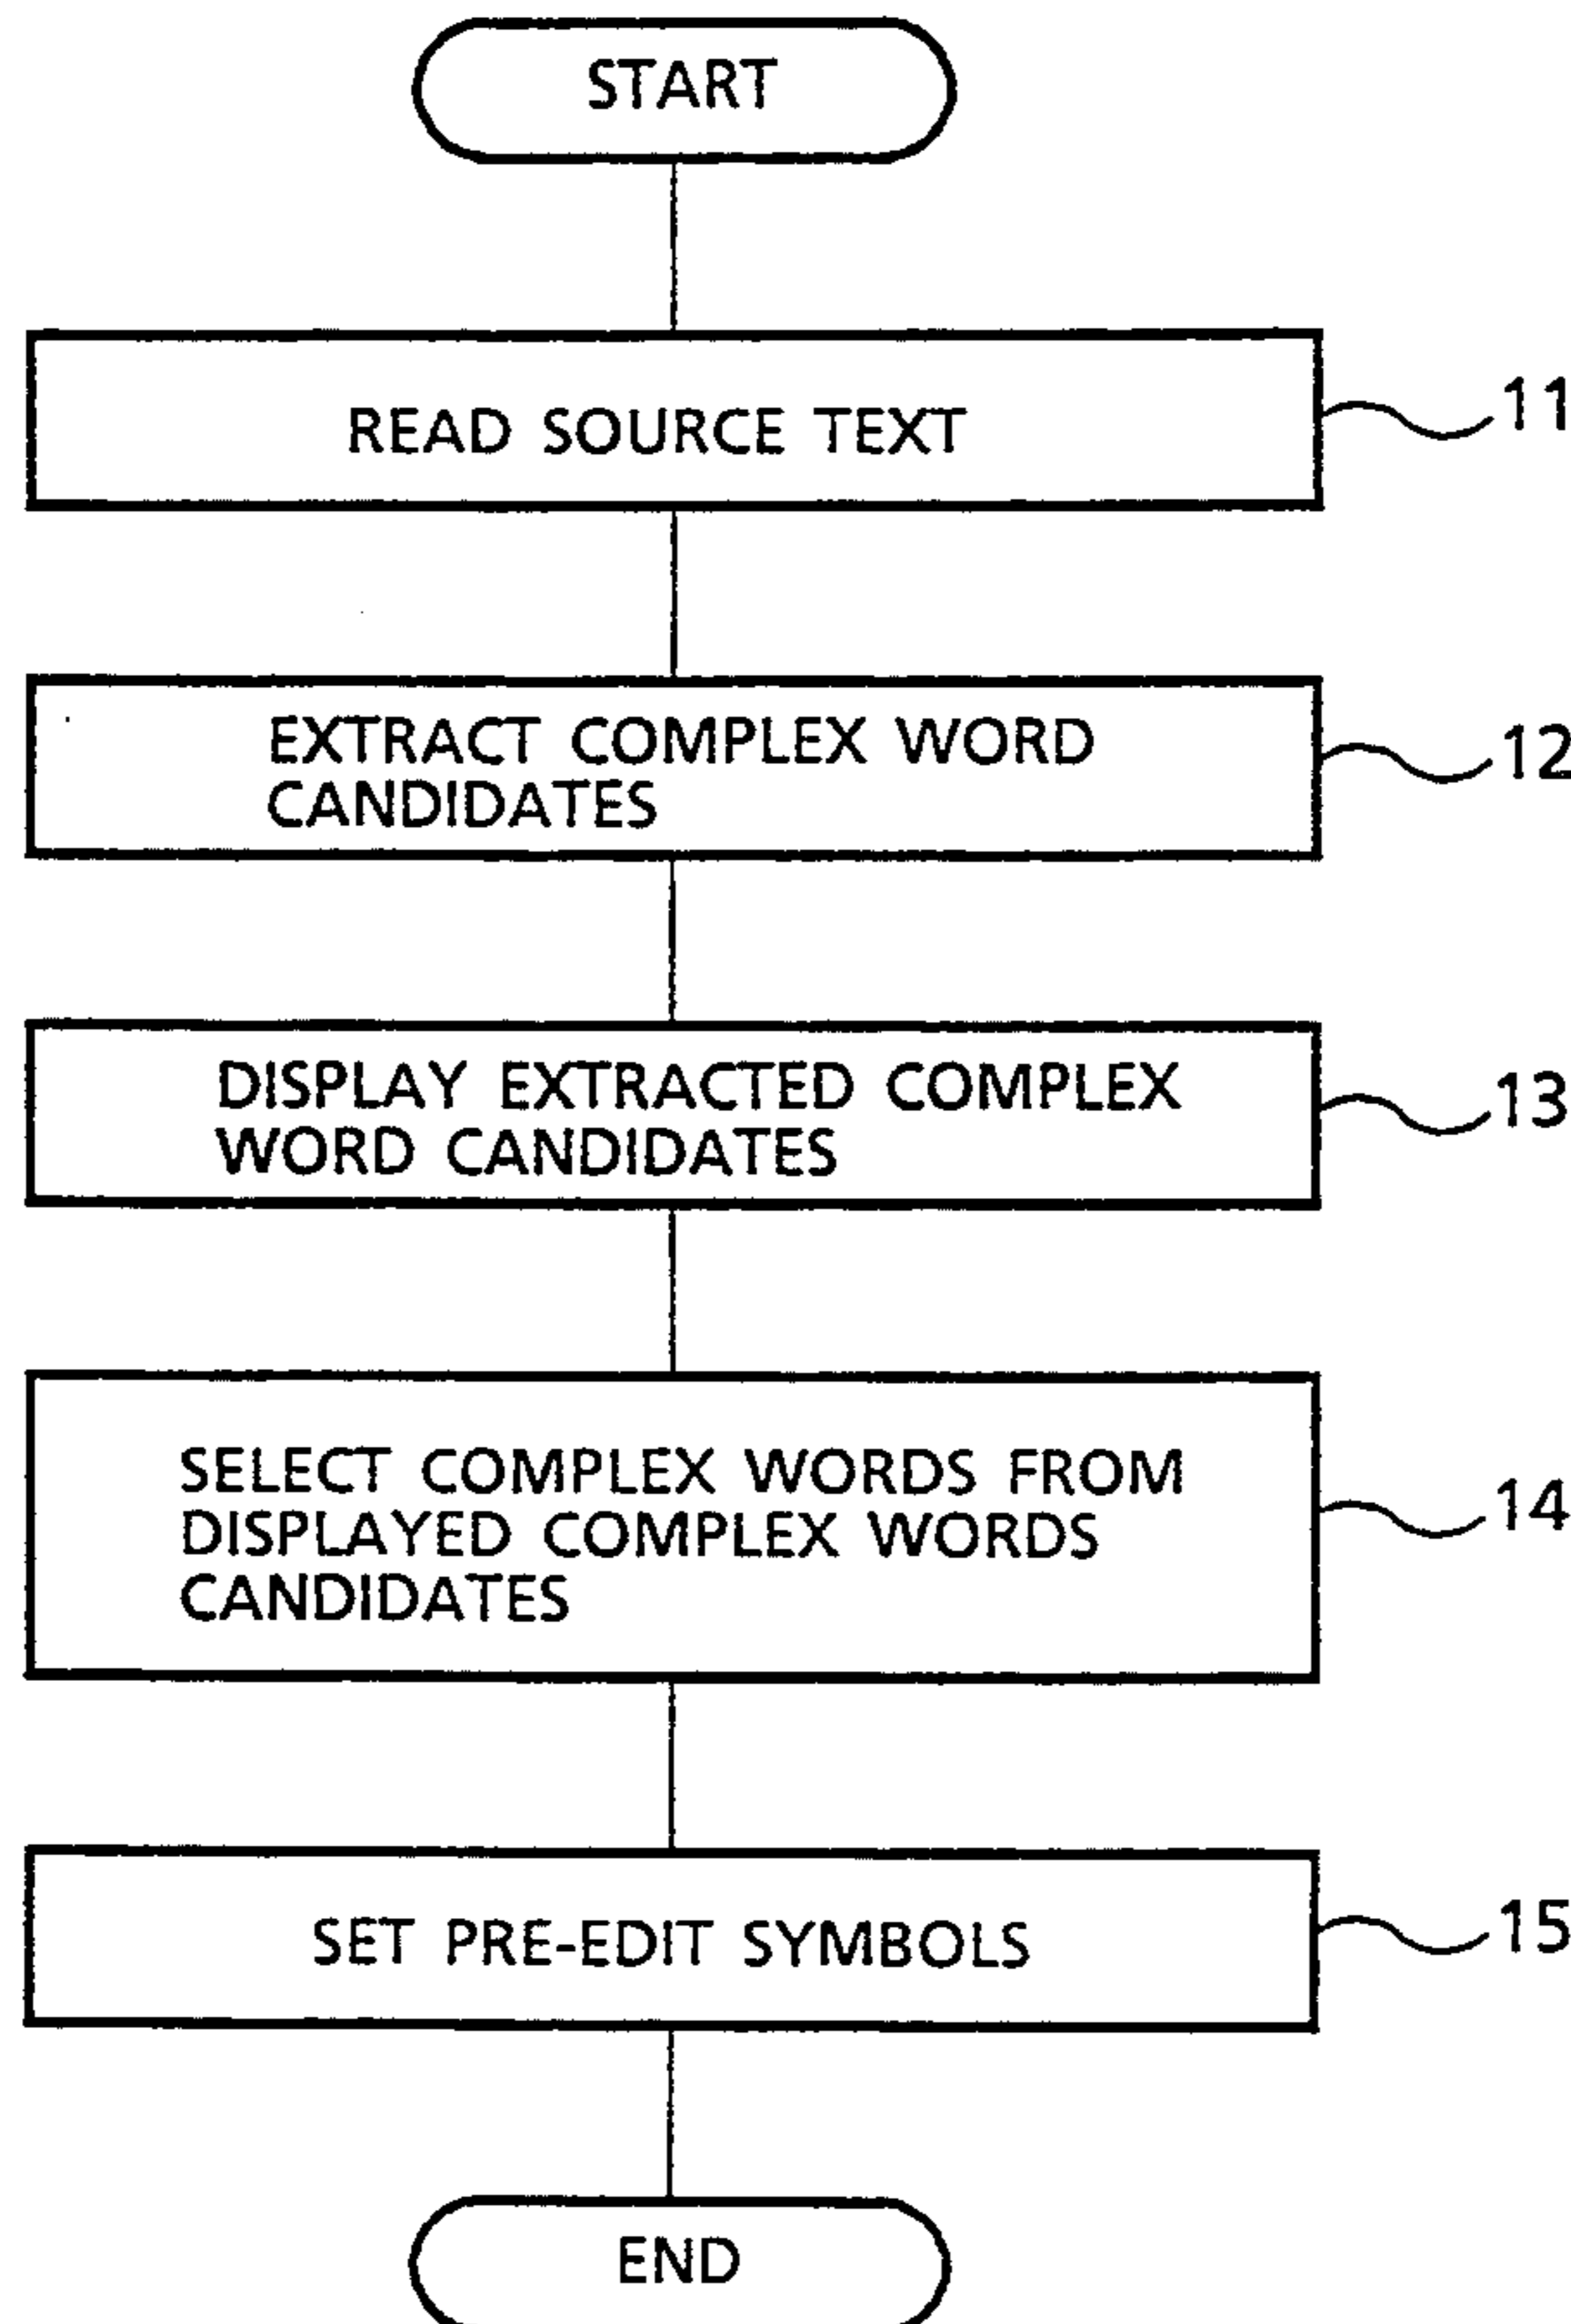 START
READ SOURCE TEXT
11
EXTRACT COMPLEX WORD
CANDIDATES
12
DISPLAY EXTRACTED COMPLEX
WORD CANDIDATES
13
SELECT COMPLEX WORDS FROM
DISPLAYED COMPLEX WORDS
CANDIDATES
14
SET PRE-EDIT SYMBOLS
15
END